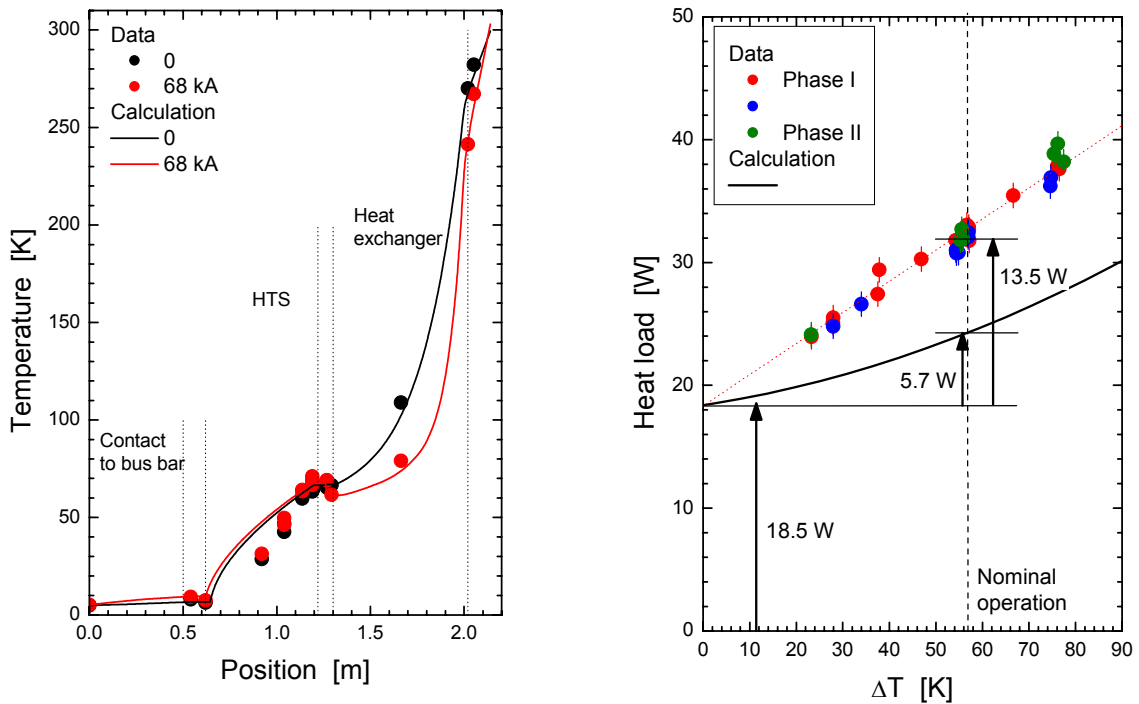 300
250
200
150
100
50
0
Temperature [K]
Data
0
68 kA
Calculation
0
68 kA
Heat
exchanger
HTS
Contact
to bus bar
0.0
0.5
1.0
1.5
2.0
Position [m]
50
40
30
20
10
0
Heat load [W]
Data
Phase I
Phase II
Calculation
13.5 W
5.7 W
18.5 W
Nominal
operation
0
10
20
30
40
50
60
70
80
90
ΔT [K]